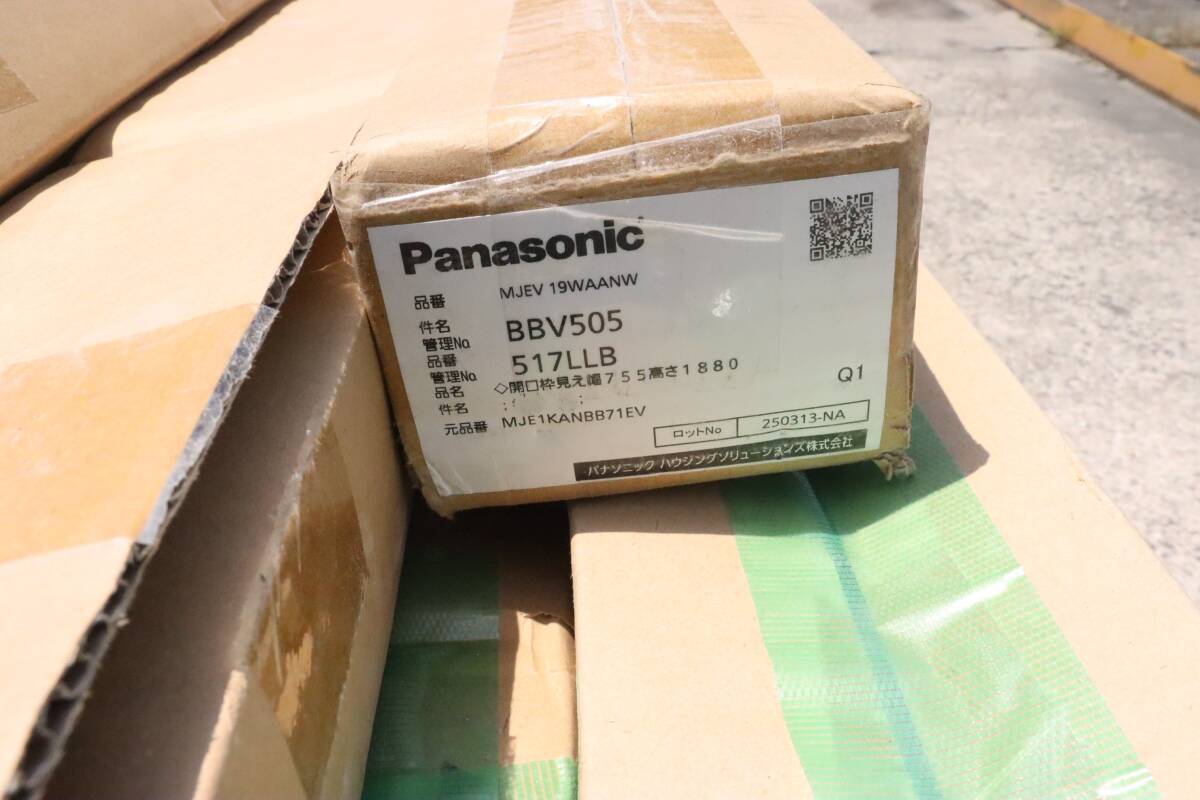 Panasonic
品番 MJEV 19WAANW
件名
管理No BBV505
品番
管理No 517LLB
品名 ◇開口枠見え幅755高さ1880
件名
Q1
元品番 MJE1KANBB71EV
ロットNo 250313-NA
パナソニック ハウジングソリューションズ株式会社